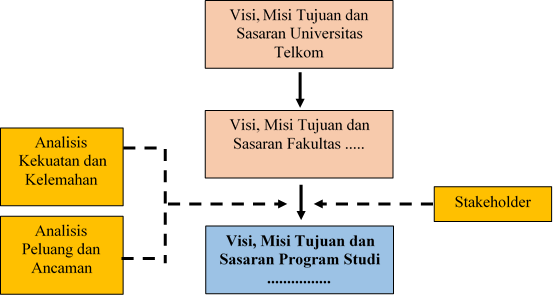 Visi, Misi Tujuan dan
Sasaran Universitas
Telkom
Visi, Misi Tujuan dan
Sasaran Fakultas .....
Analisis
Kekuatan dan
Kelemahan
Stakeholder
Analisis
Peluang dan
Ancaman
Visi, Misi Tujuan dan
Sasaran Program Studi
................